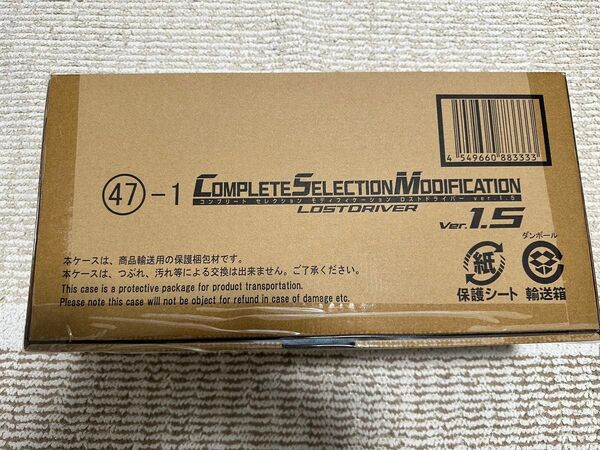 4 549660 883333
㊼-1 COMPLETE SELECTION MODIFICATION
コンプリート セレクション モディフィケーション ロストドライバー ver.1.5
LOSTDRIVER
Ver.1.5
本ケースは、商品輸送用の保護梱包材です。
本ケースは、つぶれ、汚れ等による交換は出来ません。ご了承ください。
This case is a protective package for product transportation.
Please note this case will not be object for refund in case of damage etc.
紙
保護シート
ダンボール
輸送箱